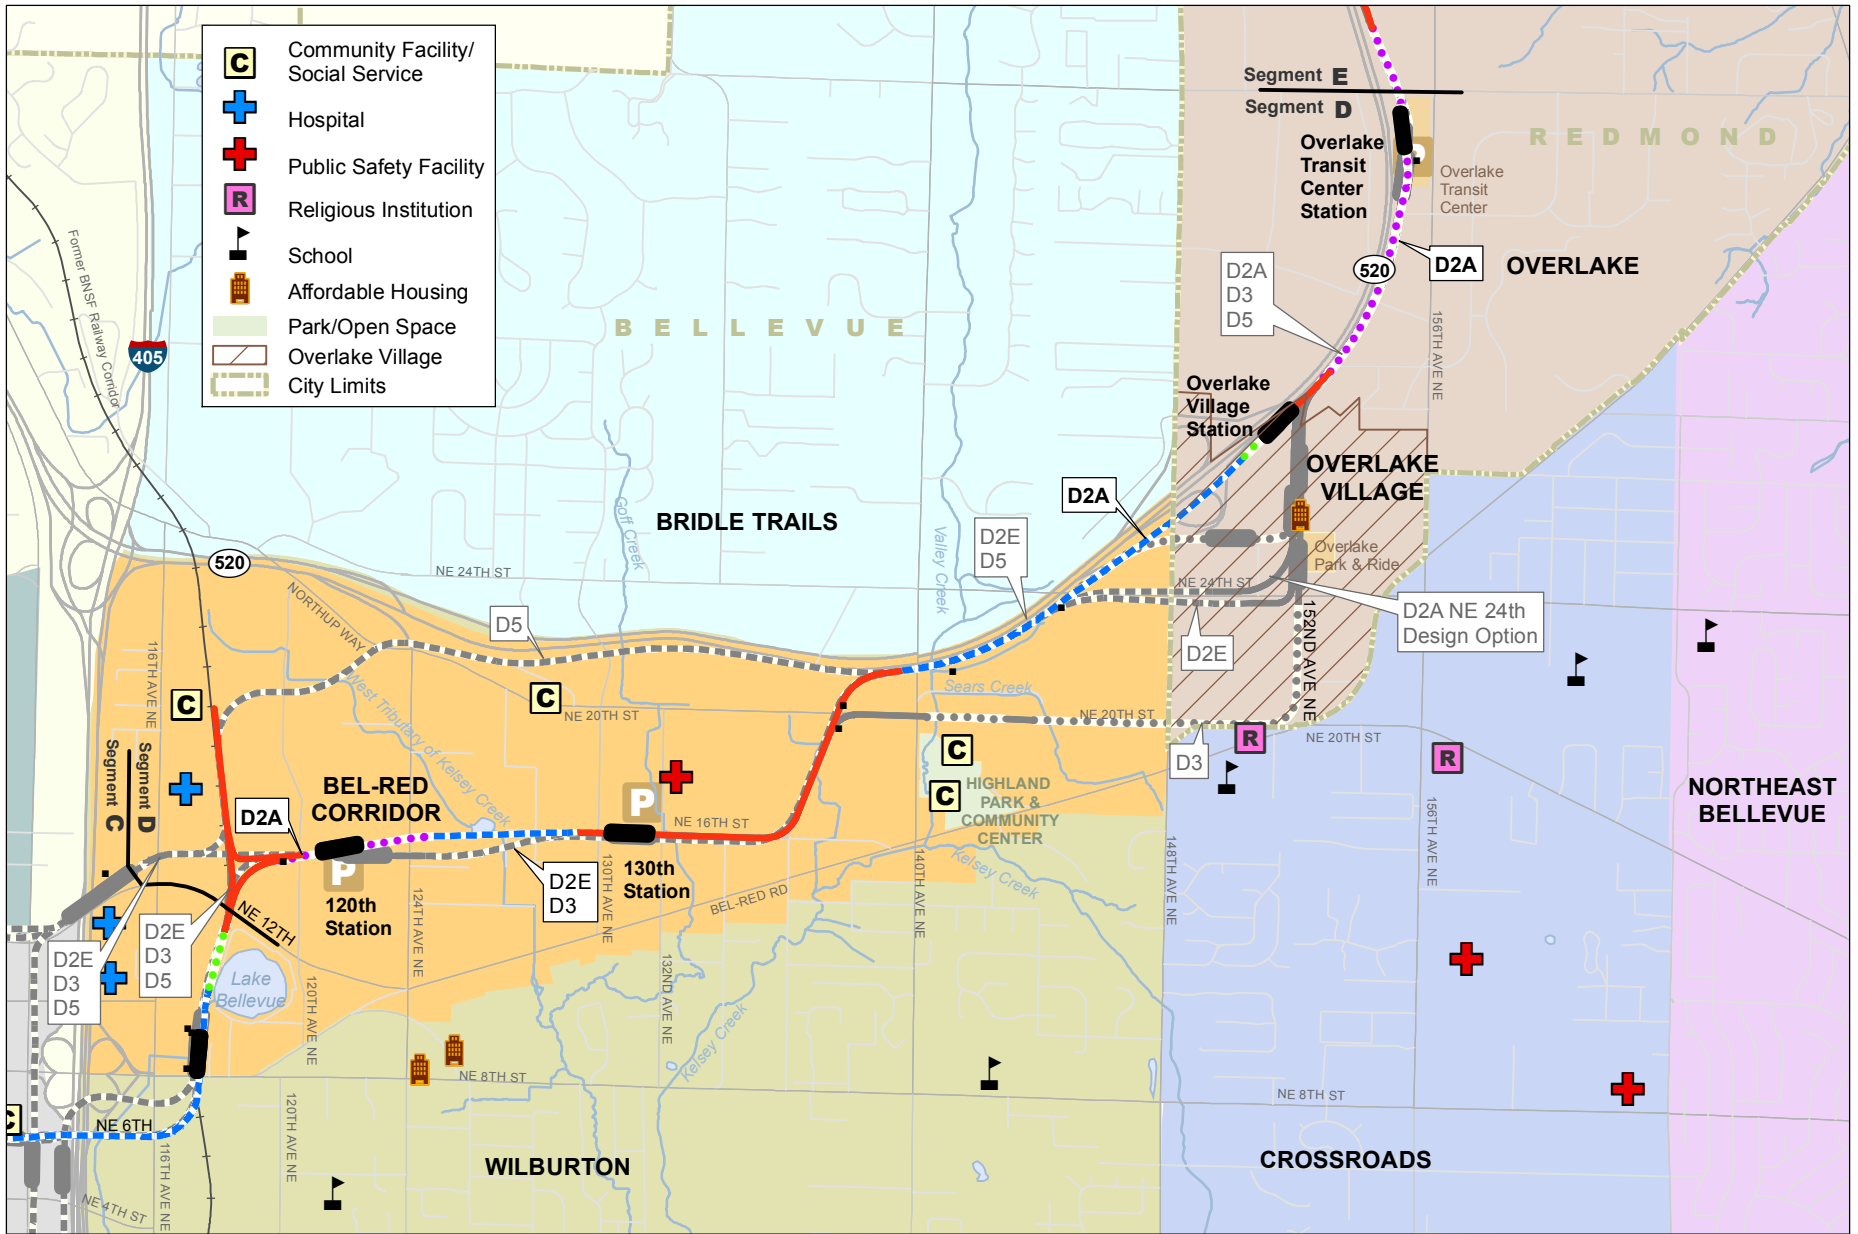 C
Community Facility/
Social Service
Hospital
Public Safety Facility
R
Religious Institution
School
Affordable Housing
Park/Open Space
Overlake Village
City Limits
Segment E
Segment D
Overlake
Transit
Center
Station
P
Overlake
Transit
Center
REDMOND
D2A
520
OVERLAKE
D2A
D3
D5
156TH AVE NE
Former BNSF Railway Corridor
405
BELLEVUE
Overlake
Village
Station
OVERLAKE
VILLAGE
D2A
BRIDLE TRAILS
Goff Creek
Valley Creek
D2E
D5
520
NE 24TH ST
NORTHUP WAY
D5
Overlake
Park & Ride
NE 24TH ST
D2A NE 24th
Design Option
D2E
152ND AVE NE
116TH AVE NE
C
West Tributary of Kelsey Creek
C
NE 20TH ST
Sears Creek
NE 20TH ST
NE 20TH ST
D3
R
R
Segment C
Segment D
BEL-RED
CORRIDOR
D2A
P
P
NE 16TH ST
C
C
HIGHLAND
PARK &
COMMUNITY
CENTER
NORTHEAST
BELLEVUE
120th
Station
130th
Station
D2E
D3
124TH AVE NE
130TH AVE NE
BEL-RED RD
140TH AVE NE
Kelsey Creek
148TH AVE NE
156TH AVE NE
NE 12TH
D2E
D3
D5
D2E
D3
D5
Lake
Bellevue
120TH AVE NE
132ND AVE NE
Kelsey Creek
NE 8TH ST
NE 8TH ST
C
NE 6TH
116TH AVE NE
120TH AVE NE
NE 4TH ST
WILBURTON
CROSSROADS